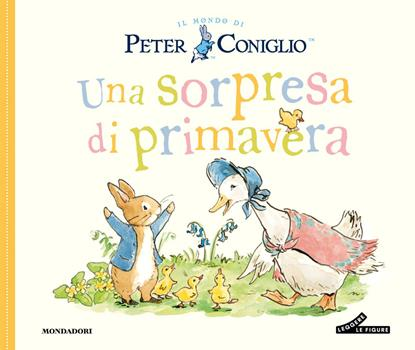 IL MONDO DI
PETER CONIGLIO™
Una sorpresa
di primavera
MONDADORI
LEGGERE
LE FIGURE